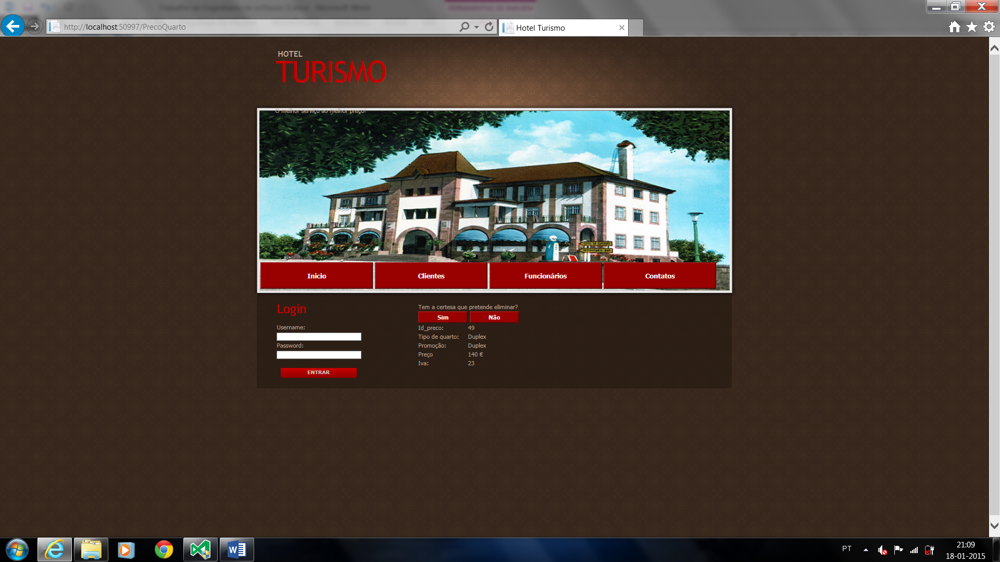 http://localhost:50997/PrecoQuarto
Hotel Turismo
HOTEL
TURISMO
O melhor serviço ao melhor preço!
Inicio
Clientes
Funcionários
Contatos
Login
Username:
Password:
ENTRAR
Tem a certesa que pretende eliminar?
Sim Não
Id_preco: 49
Tipo de quarto: Duplex
Promoção: Duplex
Preço 140 €
Iva: 23
PT
21:09
18-01-2015